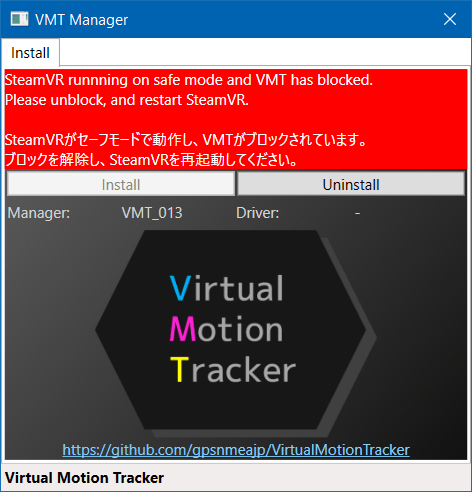 VMT Manager
Install
SteamVR runnning on safe mode and VMT has blocked.
Please unblock, and restart SteamVR.
SteamVRがセーフモードで動作し、VMTがブロックされています。
ブロックを解除し、SteamVRを再起動してください。
Install Uninstall
Manager: VMT_013 Driver: -
Virtual
Motion
Tracker
https://github.com/gpsnmeajp/VirtualMotionTracker
Virtual Motion Tracker